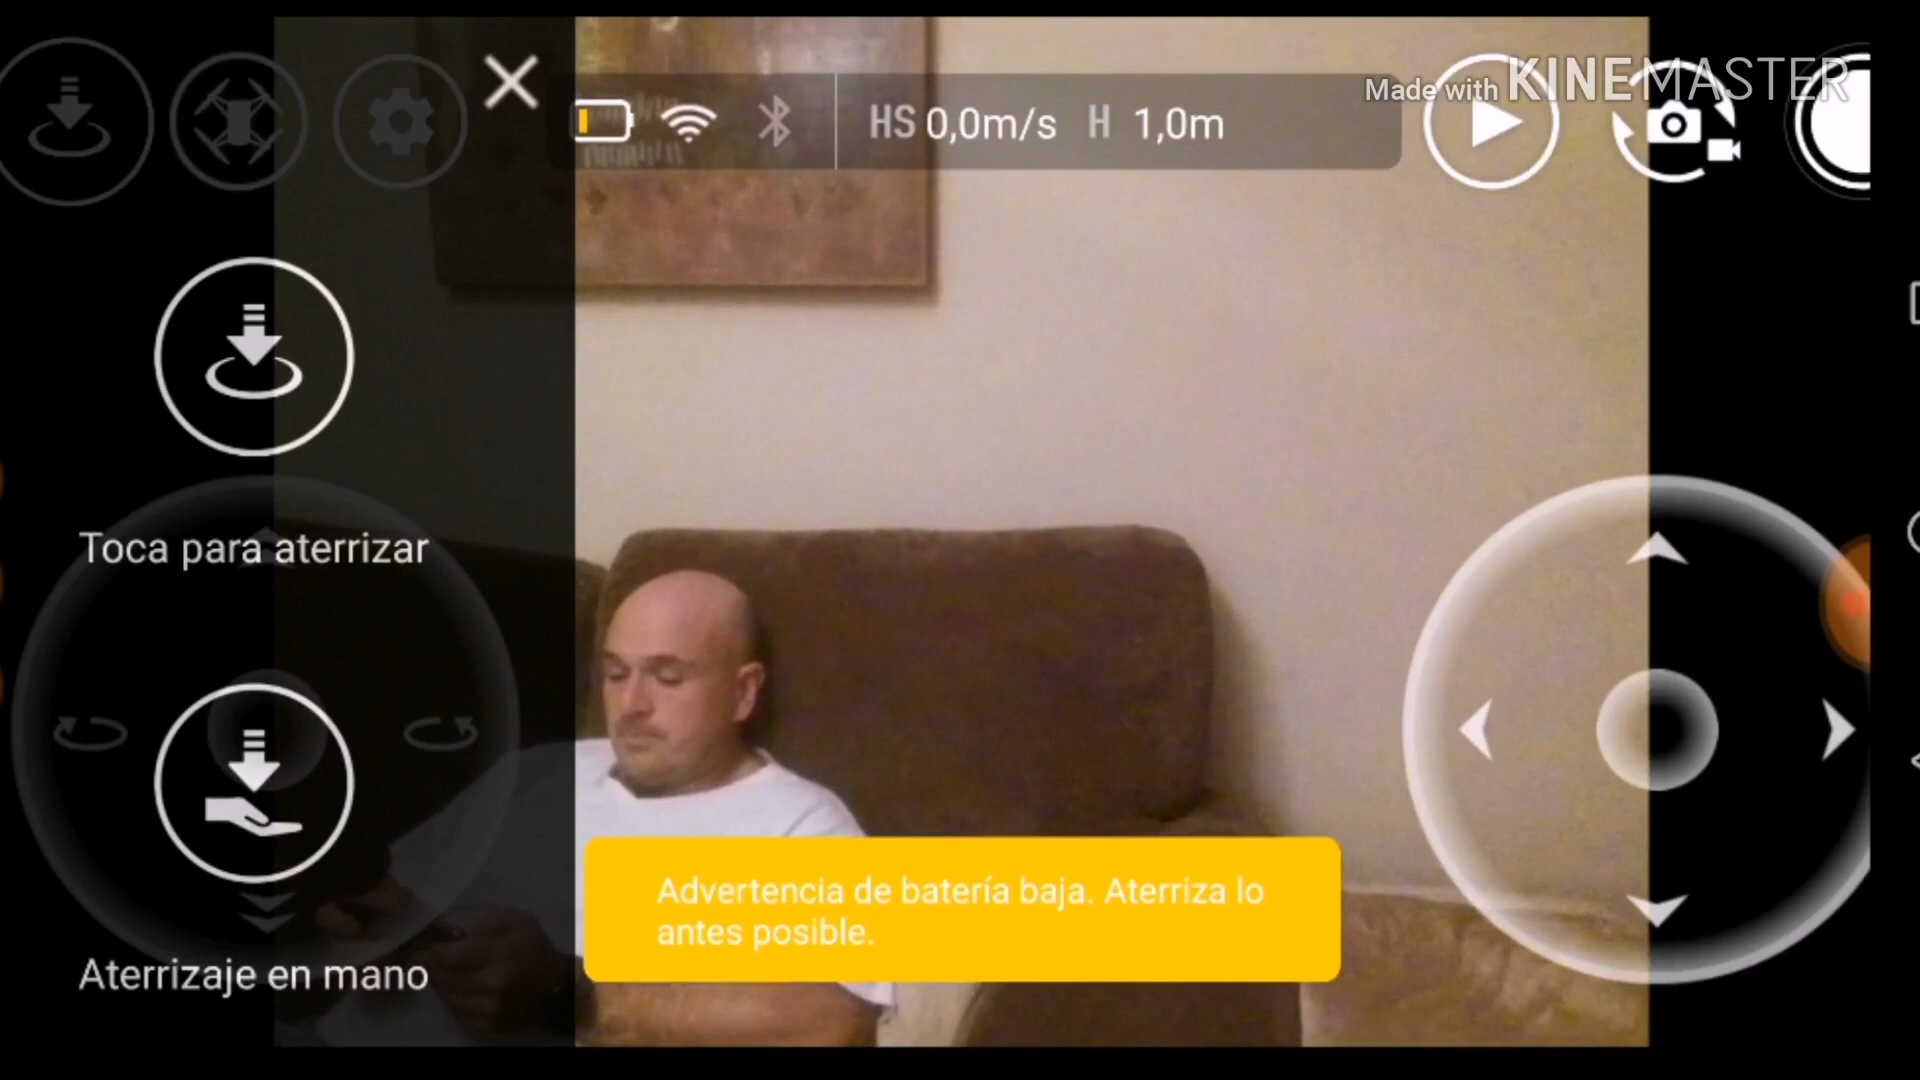 Made with KINEMASTER
HS 0,0m/s H 1,0m
Toca para aterrizar
Advertencia de batería baja. Aterriza lo
antes posible.
Aterrizaje en mano